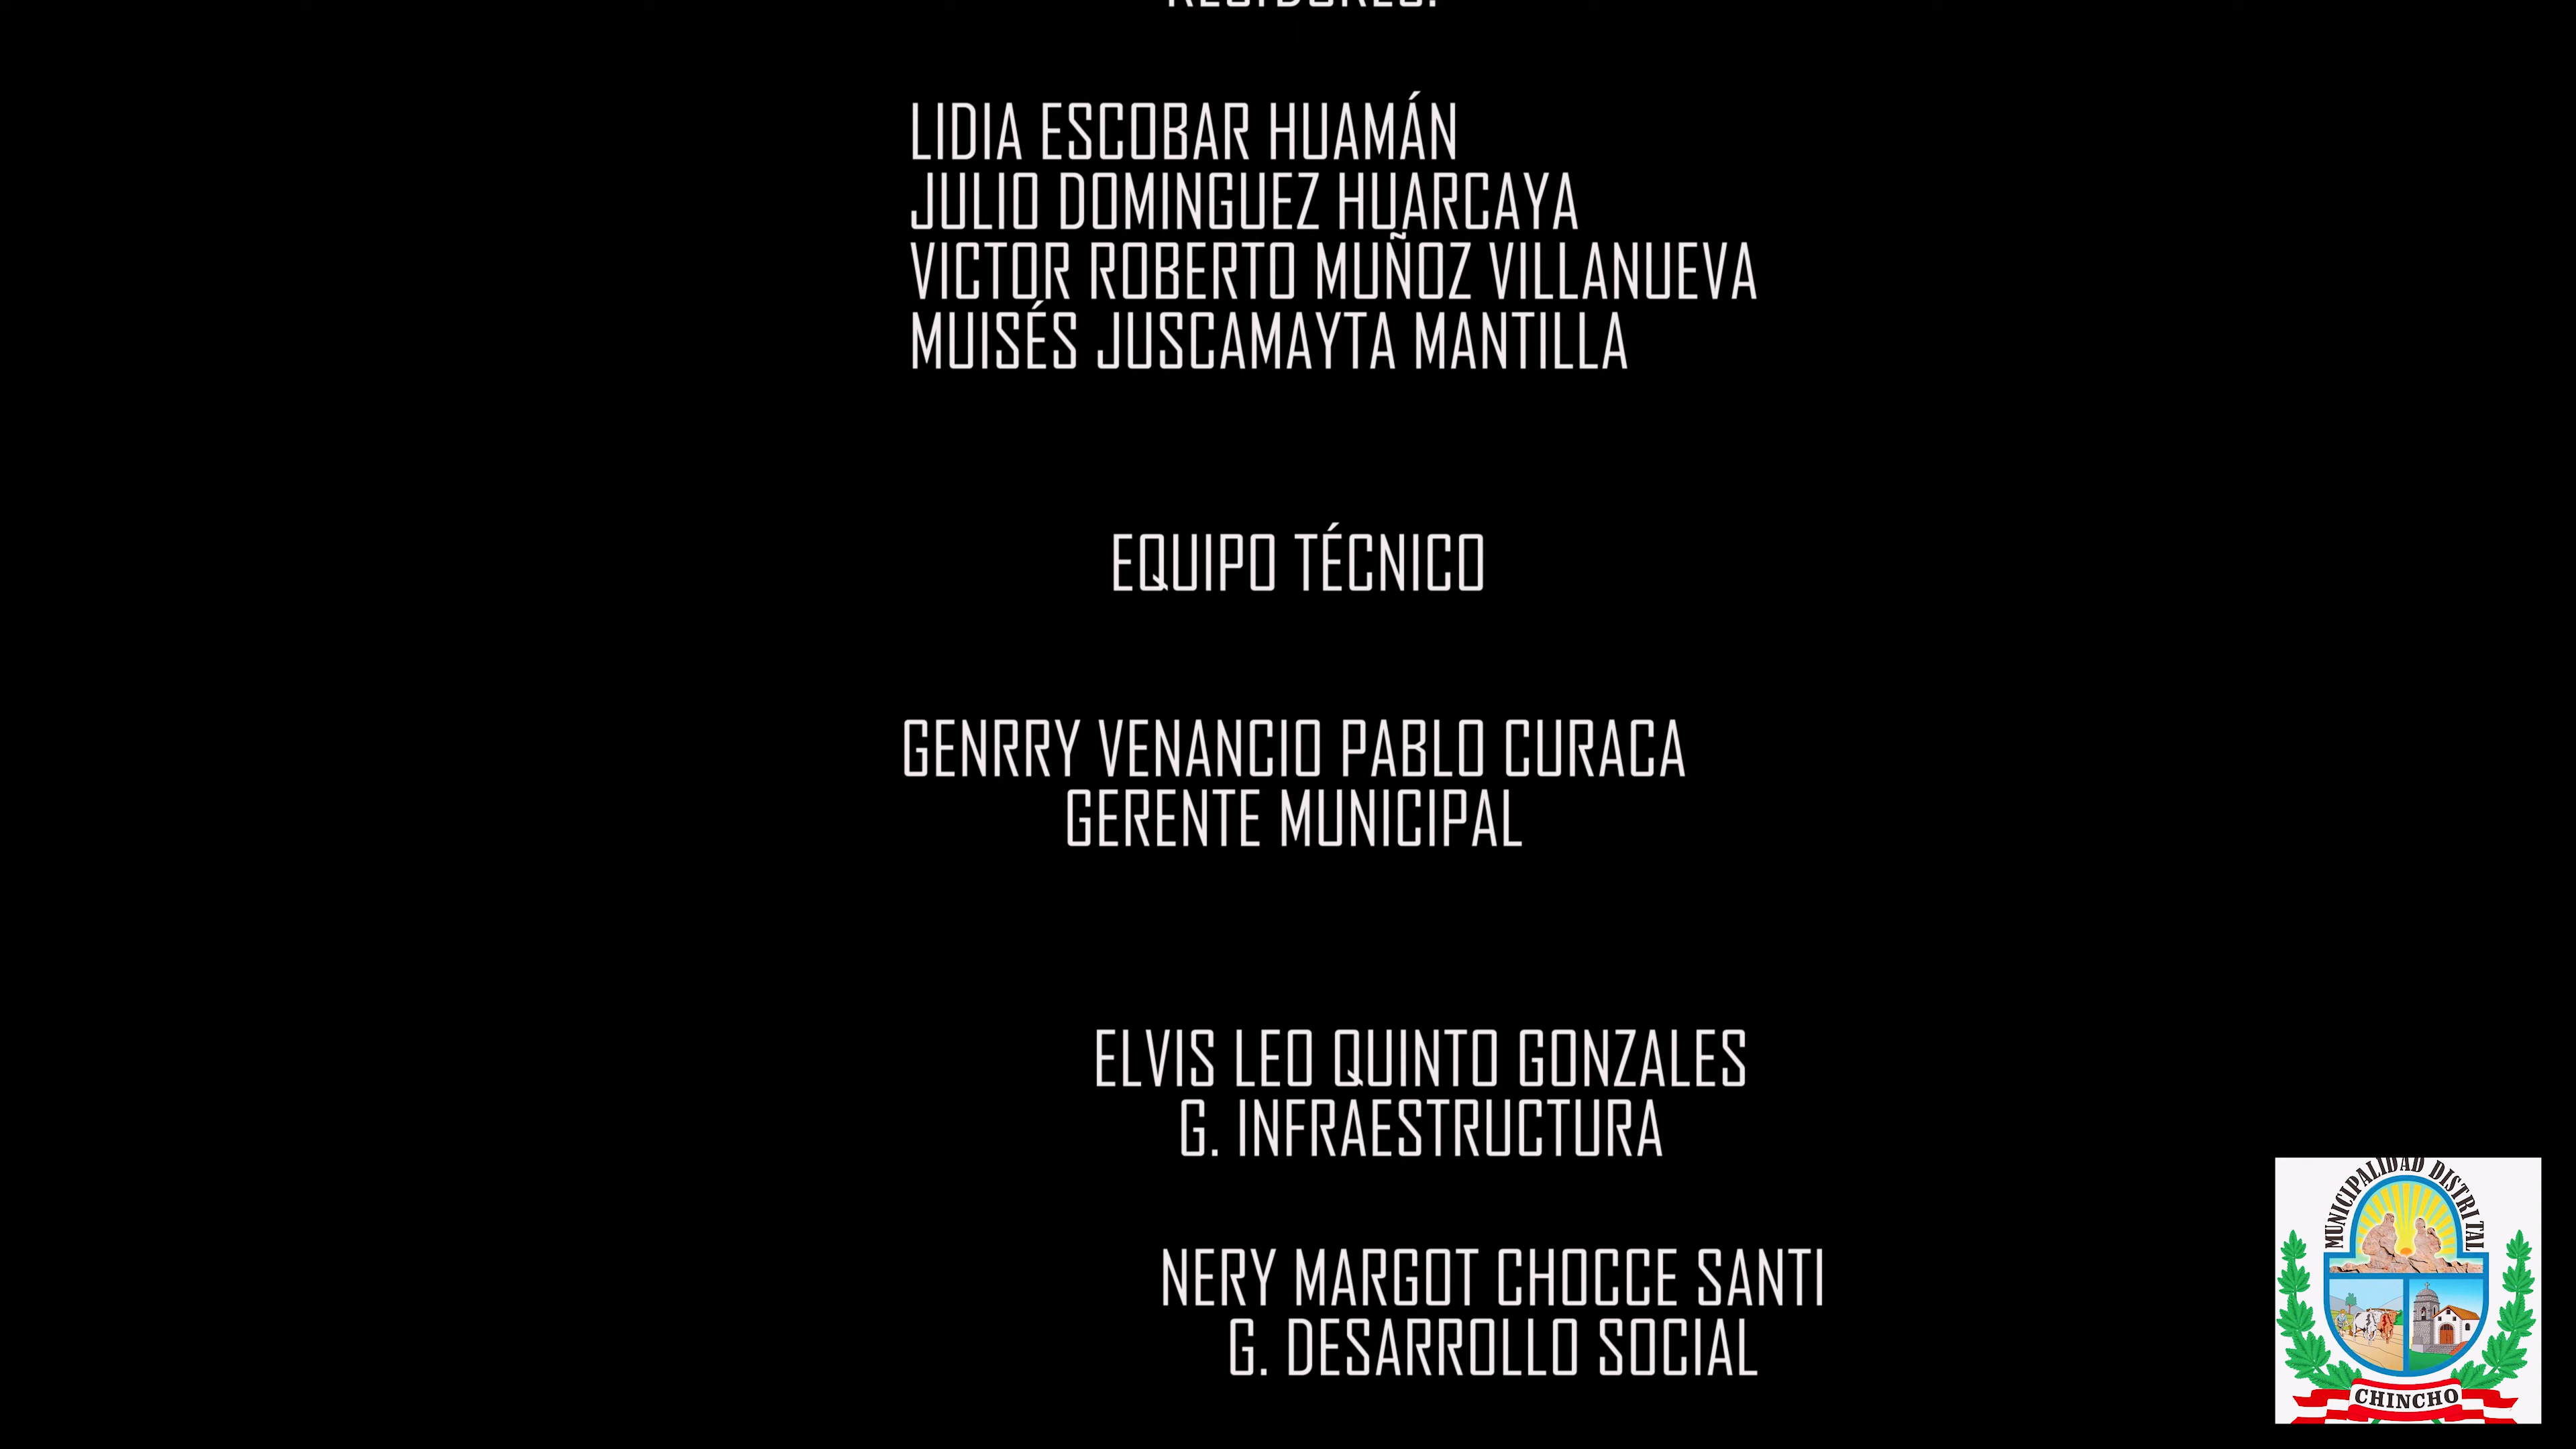 REGIDORES:
LIDIA ESCOBAR HUAMÁN
JULIO DOMINGUEZ HUARCAYA
VICTOR ROBERTO MUÑOZ VILLANUEVA
MUISÉS JUSCAMAYTA MANTILLA
EQUIPO TÉCNICO
GENRRY VENANCIO PABLO CURACA
GERENTE MUNICIPAL
ELVIS LEO QUINTO GONZALES
G. INFRAESTRUCTURA
NERY MARGOT CHOCCE SANTI
G. DESARROLLO SOCIAL
MUNICIPALIDAD DISTRITAL
CHINCHO